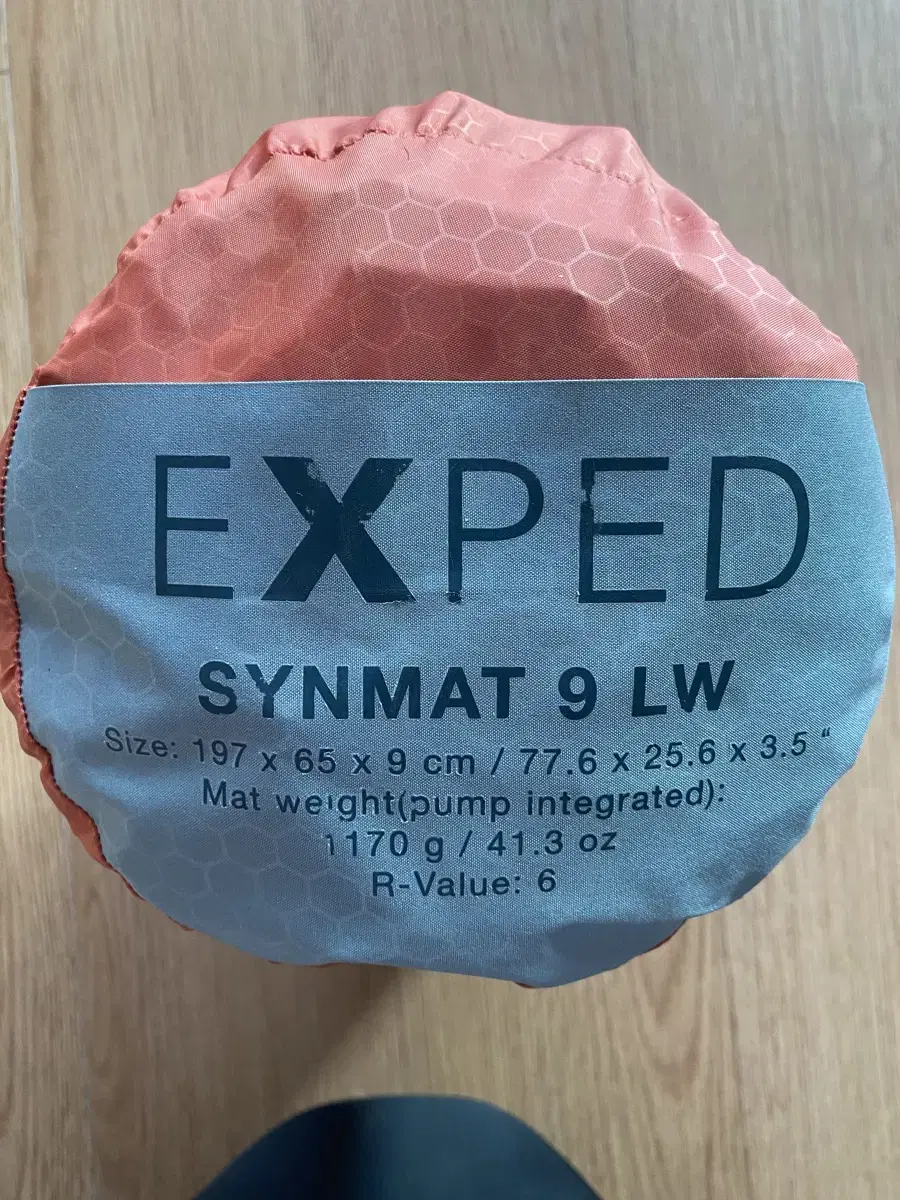 EXPED
SYNMAT 9 LW
Size: 197 x 65 x 9 cm / 77.6 x 25.6 x 3.5 "
Mat weight(pump integrated):
1170 g / 41.3 oz
R-Value: 6